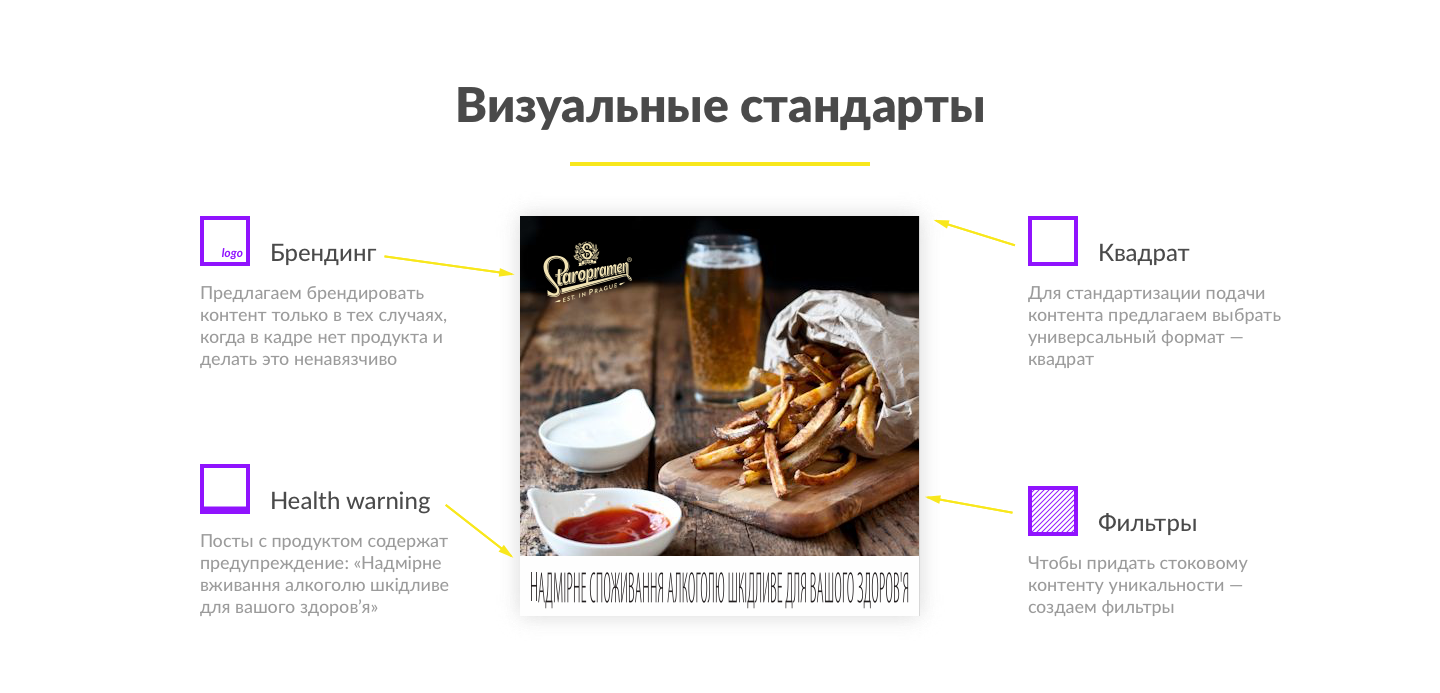 Визуальные стандарты
logo
Брендинг
Предлагаем брендировать
контент только в тех случаях,
когда в кадре нет продукта и
делать это ненавязчиво
Health warning
Посты с продуктом содержат
предупреждение: «Надмірне
вживання алкоголю шкідливе
для вашого здоров’я»
Staropramen
EST. IN PRAGUE
НАДМІРНЕ СПОЖИВАННЯ АЛКОГОЛЮ ШКІДЛИВЕ ДЛЯ ВАШОГО ЗДОРОВ'Я
Квадрат
Для стандартизации подачи
контента предлагаем выбрать
универсальный формат —
квадрат
Фильтры
Чтобы придать стоковому
контенту уникальности —
создаем фильтры